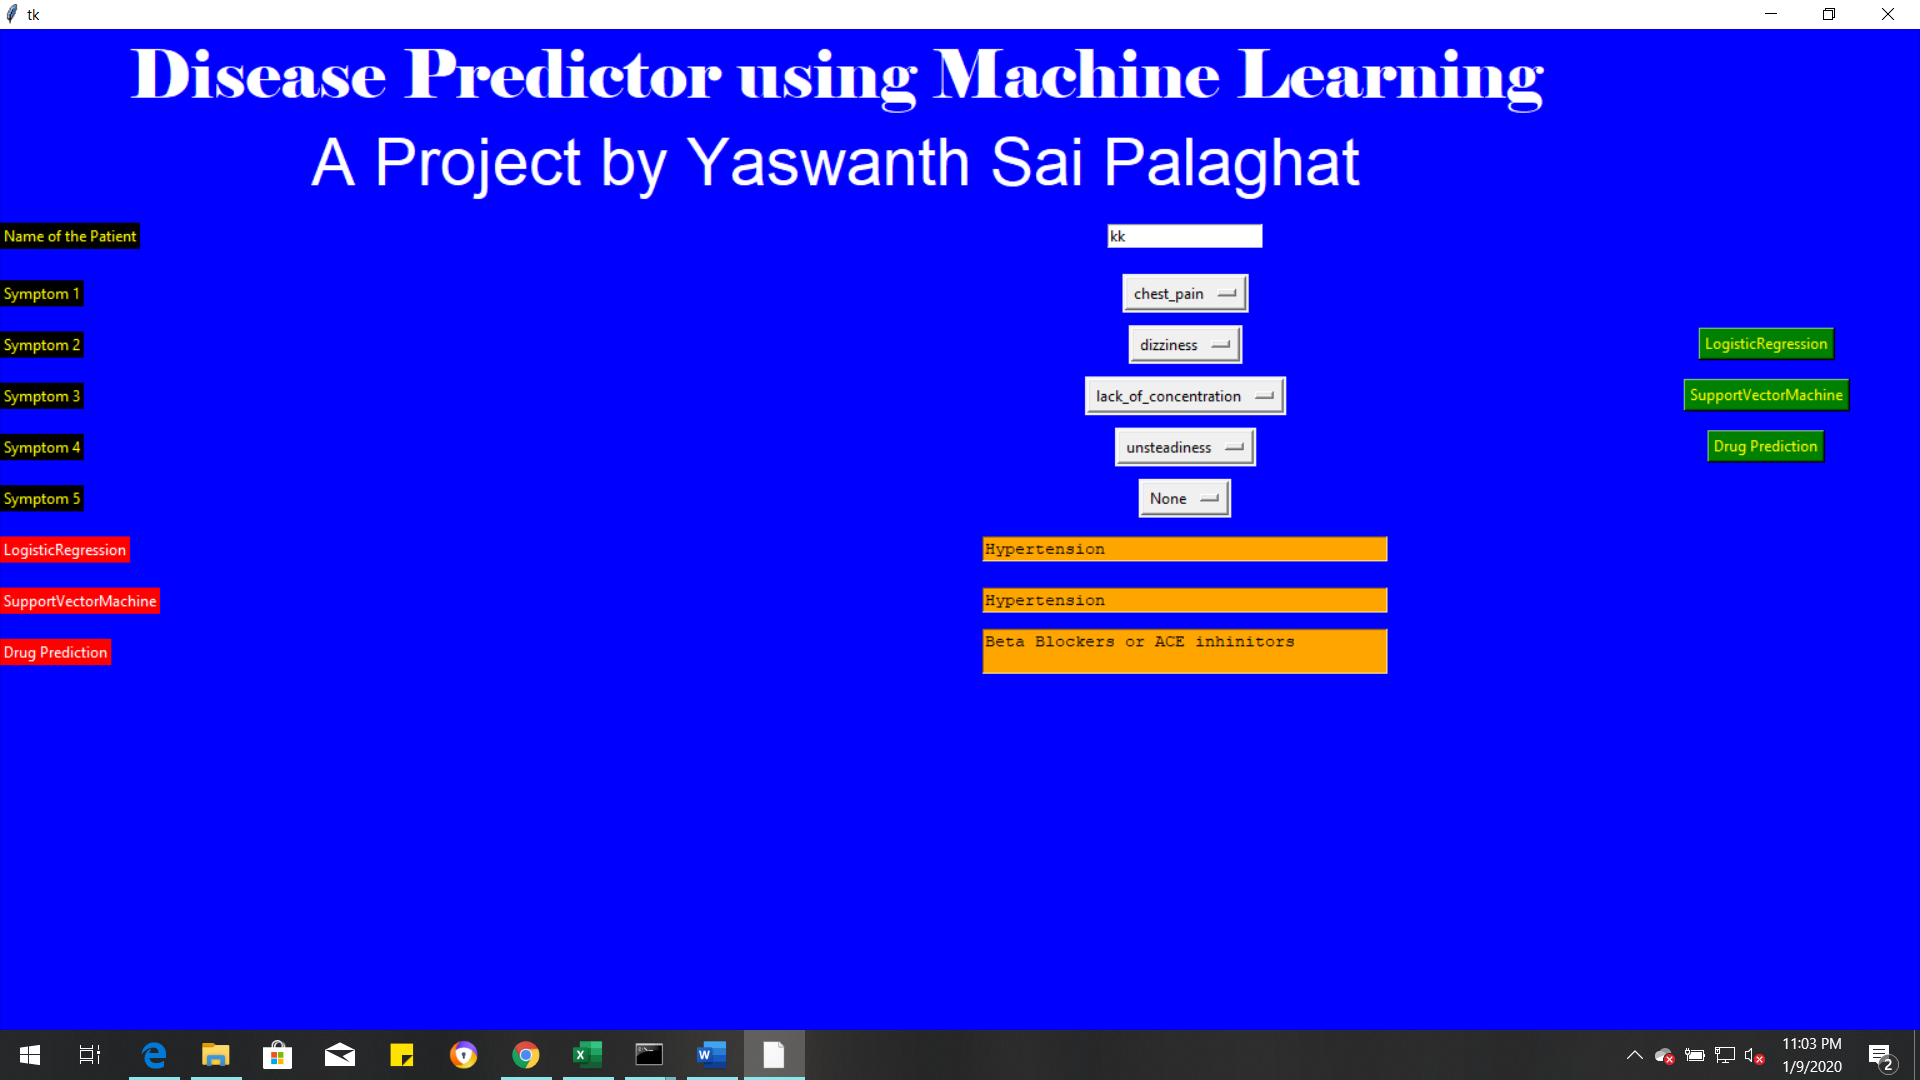 tk
Disease Predictor using Machine Learning
A Project by Yaswanth Sai Palaghat
Name of the Patient kk
Symptom 1 chest_pain
Symptom 2 dizziness LogisticRegression
Symptom 3 lack_of_concentration SupportVectorMachine
Symptom 4 unsteadiness Drug Prediction
Symptom 5 None
LogisticRegression Hypertension
SupportVectorMachine Hypertension
Drug Prediction Beta Blockers or ACE inhinitors
11:03 PM
1/9/2020
2